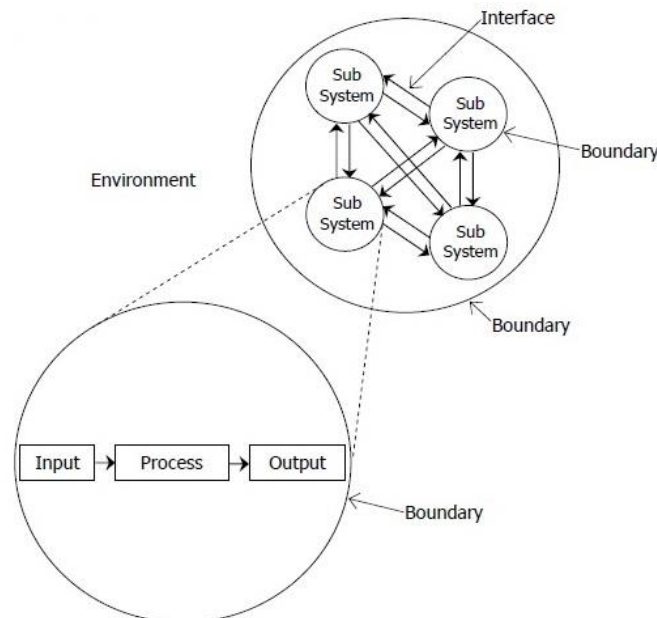 Interface
Sub
System
Sub
System
Boundary
Environment
Sub
System
Sub
System
Boundary
Input
Process
Output
Boundary